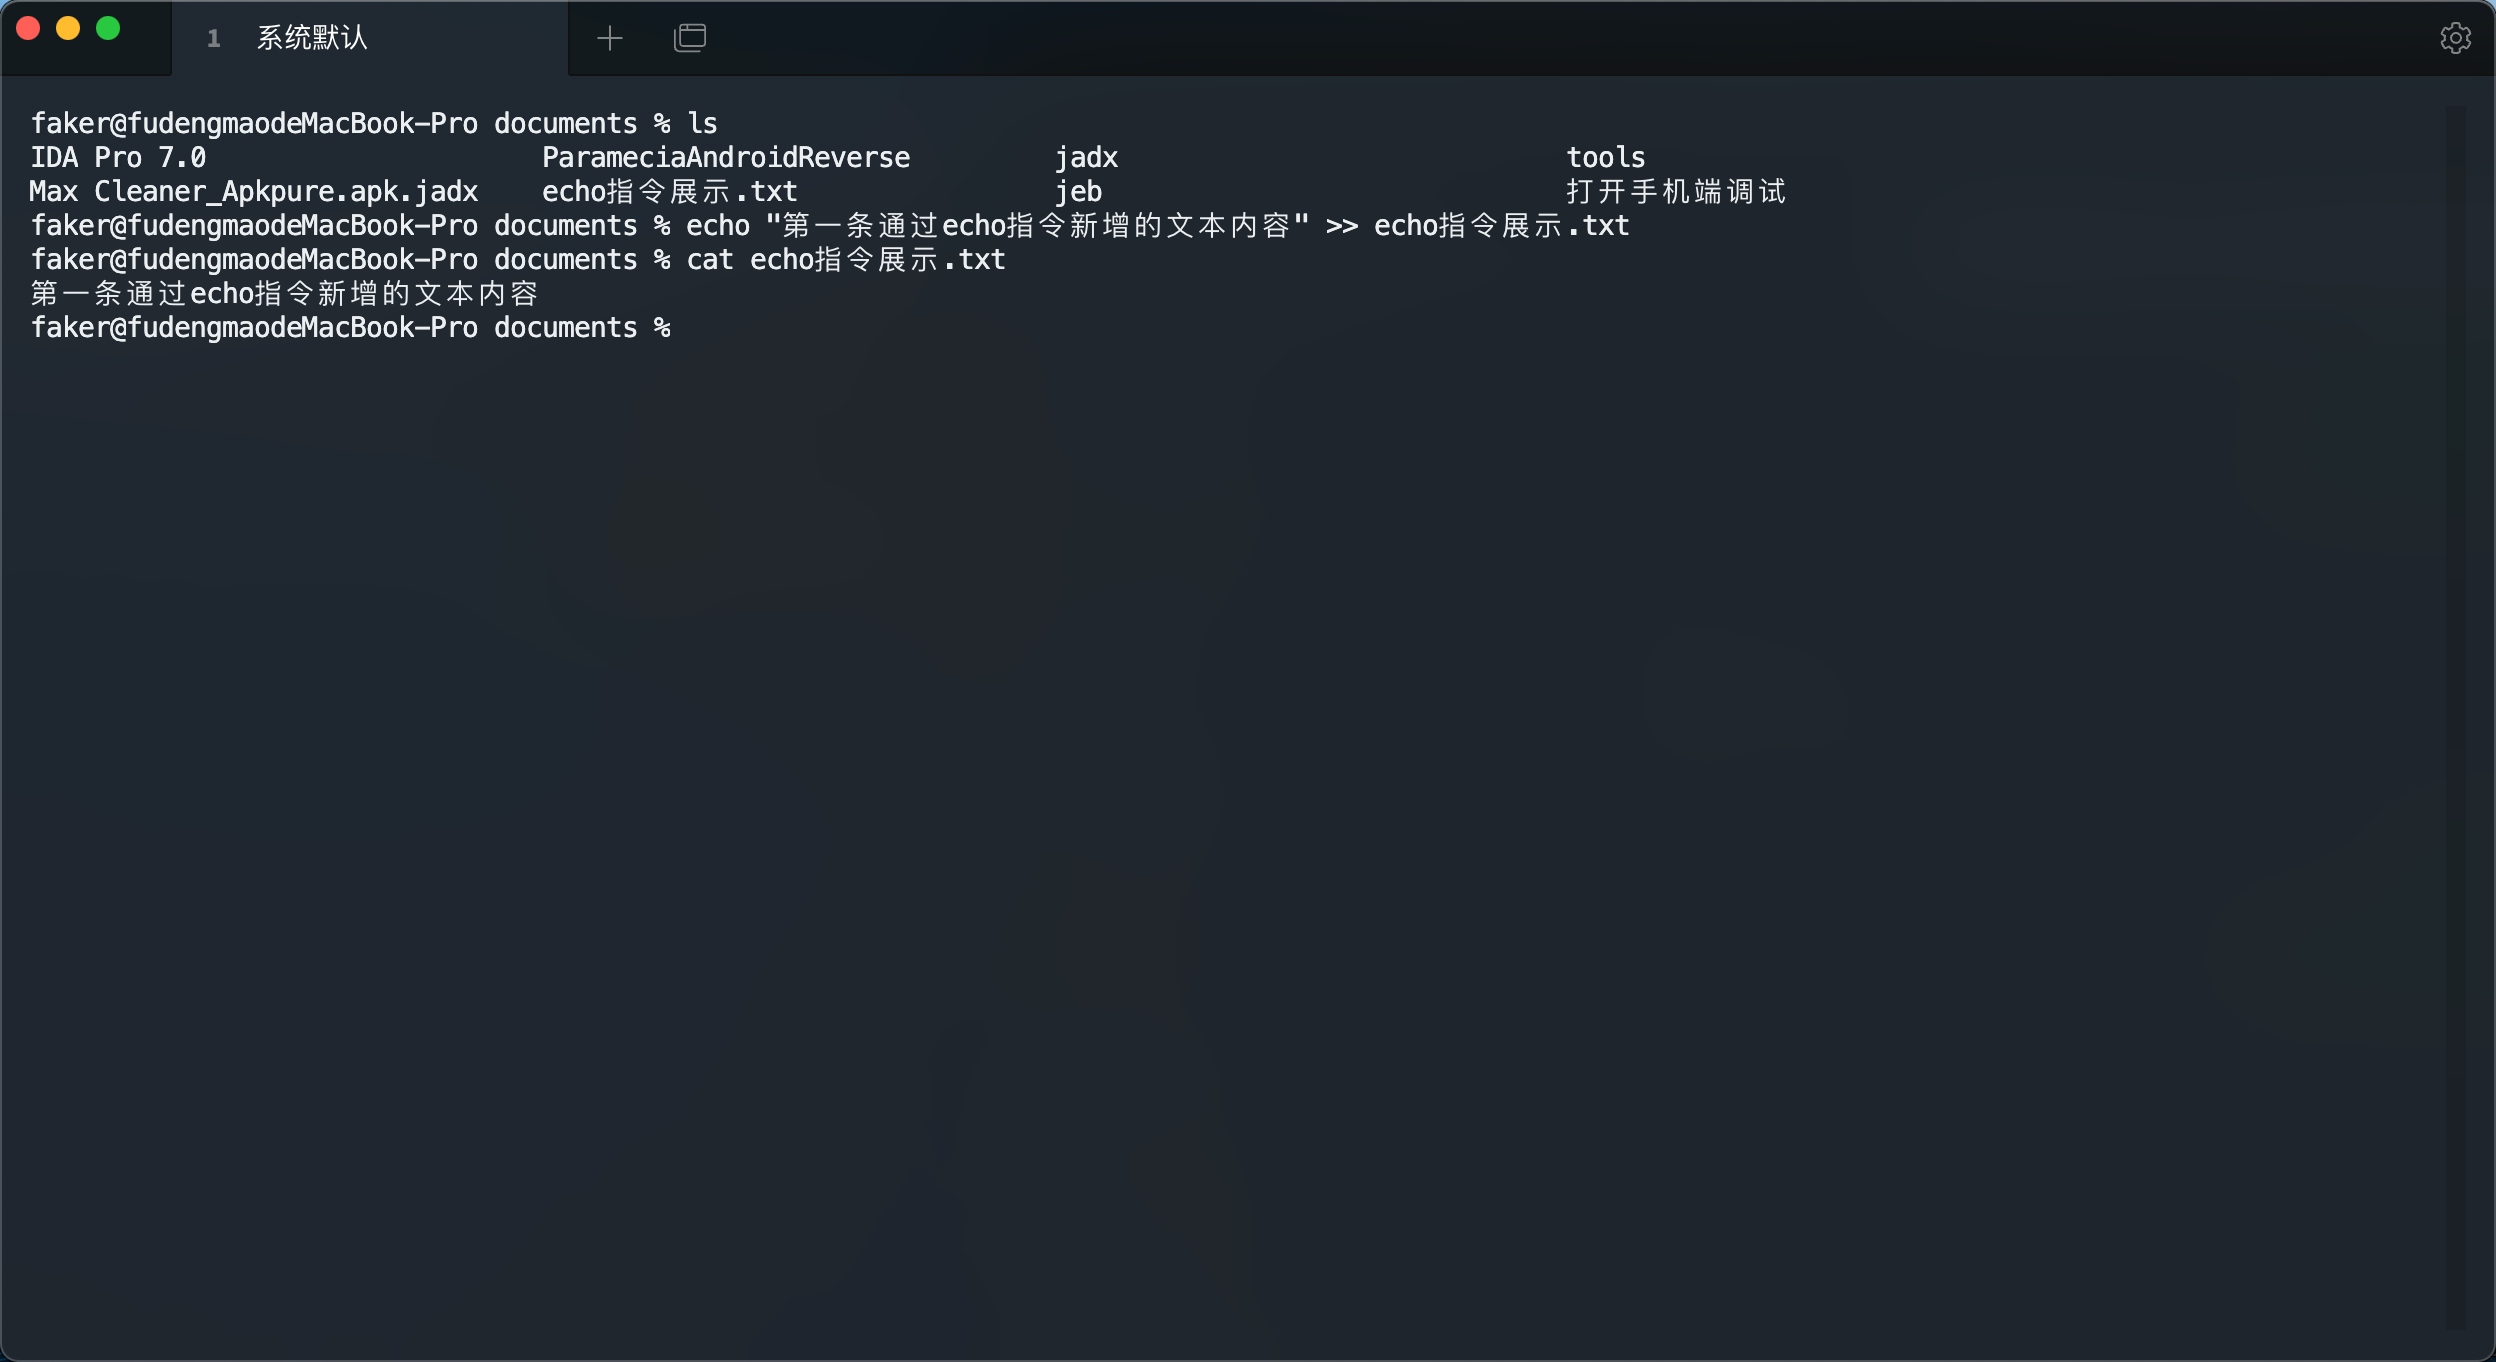 1 系统默认
faker@fudengmaodeMacBook-Pro documents % ls
IDA Pro 7.0 ParameciaAndroidReverse jadx tools
Max Cleaner_Apkpure.apk.jadx echo指令展示.txt jeb 打开手机端调试
faker@fudengmaodeMacBook-Pro documents % echo "第一条通过echo指令新增的文本内容" >> echo指令展示.txt
faker@fudengmaodeMacBook-Pro documents % cat echo指令展示.txt
第一条通过echo指令新增的文本内容
faker@fudengmaodeMacBook-Pro documents %